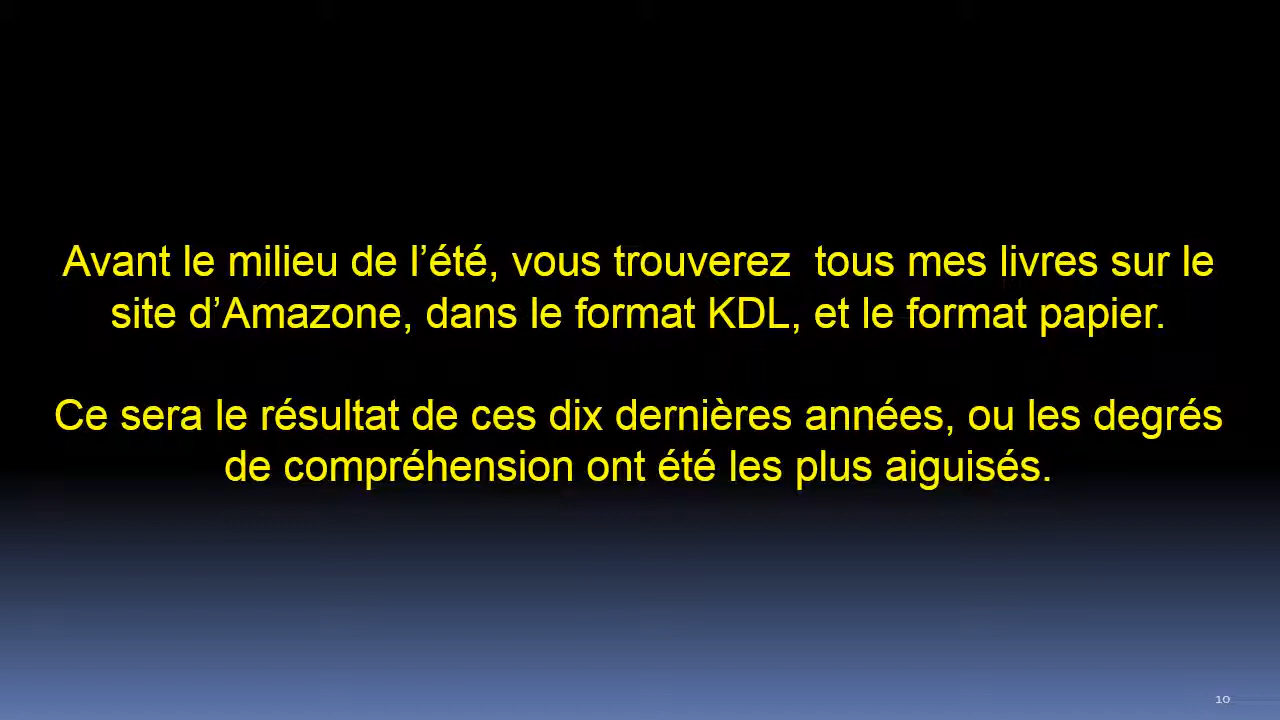 Avant le milieu de l’été, vous trouverez  tous mes livres sur le
site d’Amazone, dans le format KDL, et le format papier.
Ce sera le résultat de ces dix dernières années, ou les degrés
de compréhension ont été les plus aiguisés.
10